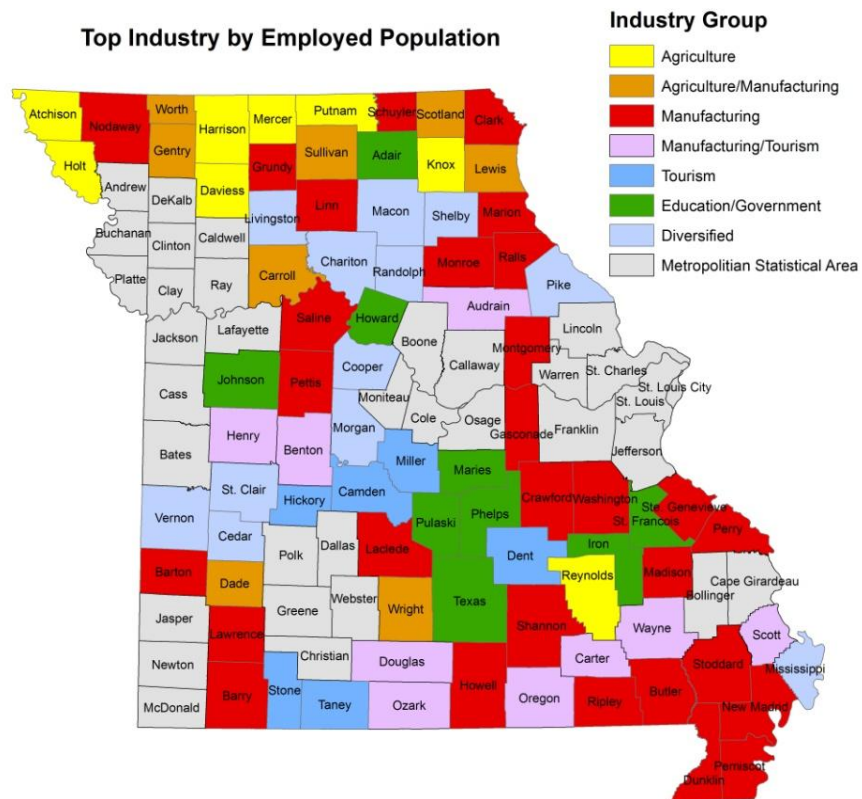 Top Industry by Employed Population
Industry Group
Agriculture
Agriculture/Manufacturing
Manufacturing
Manufacturing/Tourism
Tourism
Education/Government
Diversified
Metropolitian Statistical Area
Atchison
Nodaway
Worth
Harrison
Mercer
Putnam
Schuyler
Scotland
Clark
Holt
Gentry
Grundy
Sullivan
Adair
Knox
Lewis
Andrew
DeKalb
Daviess
Livingston
Linn
Macon
Shelby
Marion
Buchanan
Clinton
Caldwell
Chariton
Randolph
Monroe
Ralls
Platte
Clay
Ray
Carroll
Audrain
Pike
Jackson
Lafayette
Saline
Howard
Boone
Callaway
Montgomery
Lincoln
Warren
St. Charles
St. Louis City
St. Louis
Cass
Johnson
Pettis
Cooper
Moniteau
Cole
Osage
Gasconade
Franklin
Jefferson
Bates
Henry
Benton
Morgan
Miller
Maries
St. Clair
Hickory
Camden
Pulaski
Phelps
Crawford
Washington
St. Francois
Ste. Genevieve
Perry
Vernon
Cedar
Polk
Dallas
Laclede
Dent
Iron
Reynolds
Madison
Bollinger
Cape Girardeau
Barton
Dade
Greene
Webster
Wright
Texas
Shannon
Wayne
Scott
Mississippi
Jasper
Lawrence
Christian
Douglas
Carter
Stoddard
Newton
Barry
Stone
Taney
Ozark
Howell
Oregon
Ripley
Butler
New Madrid
McDonald
Pemiscot
Dunklin